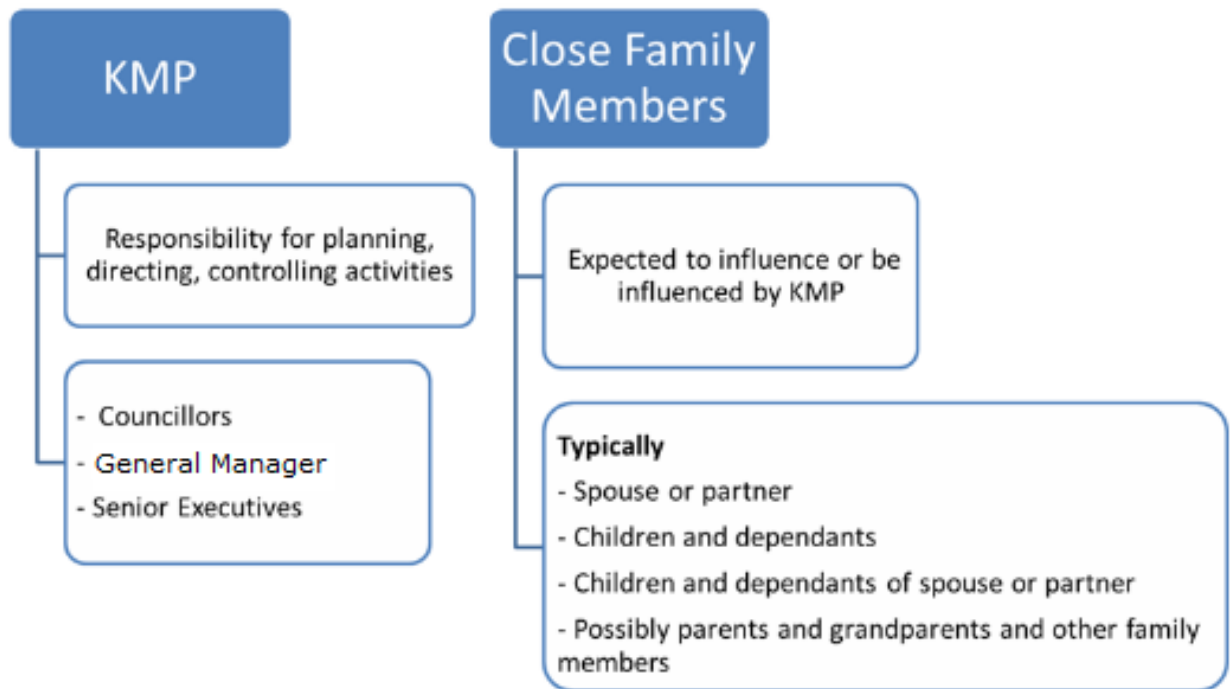 KMP
Responsibility for planning,
directing, controlling activities
- Councillors
- General Manager
- Senior Executives
Close Family
Members
Expected to influence or be
influenced by KMP
Typically
- Spouse or partner
- Children and dependants
- Children and dependants of spouse or partner
- Possibly parents and grandparents and other family
members